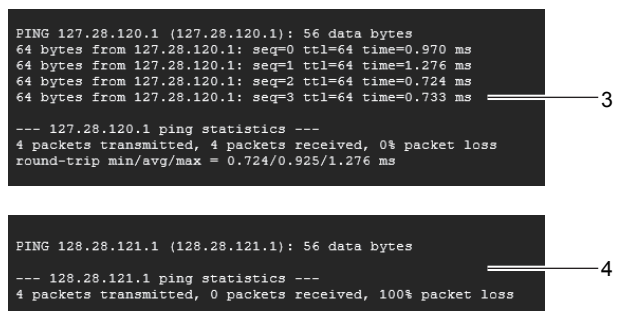 PING 127.28.120.1 (127.28.120.1): 56 data bytes
64 bytes from 127.28.120.1: seq=0 ttl=64 time=0.970 ms
64 bytes from 127.28.120.1: seq=1 ttl=64 time=1.276 ms
64 bytes from 127.28.120.1: seq=2 ttl=64 time=0.724 ms
64 bytes from 127.28.120.1: seq=3 ttl=64 time=0.733 ms
3
--- 127.28.120.1 ping statistics ---
4 packets transmitted, 4 packets received, 0% packet loss
round-trip min/avg/max = 0.724/0.925/1.276 ms
PING 128.28.121.1 (128.28.121.1): 56 data bytes
4
--- 128.28.121.1 ping statistics ---
4 packets transmitted, 0 packets received, 100% packet loss